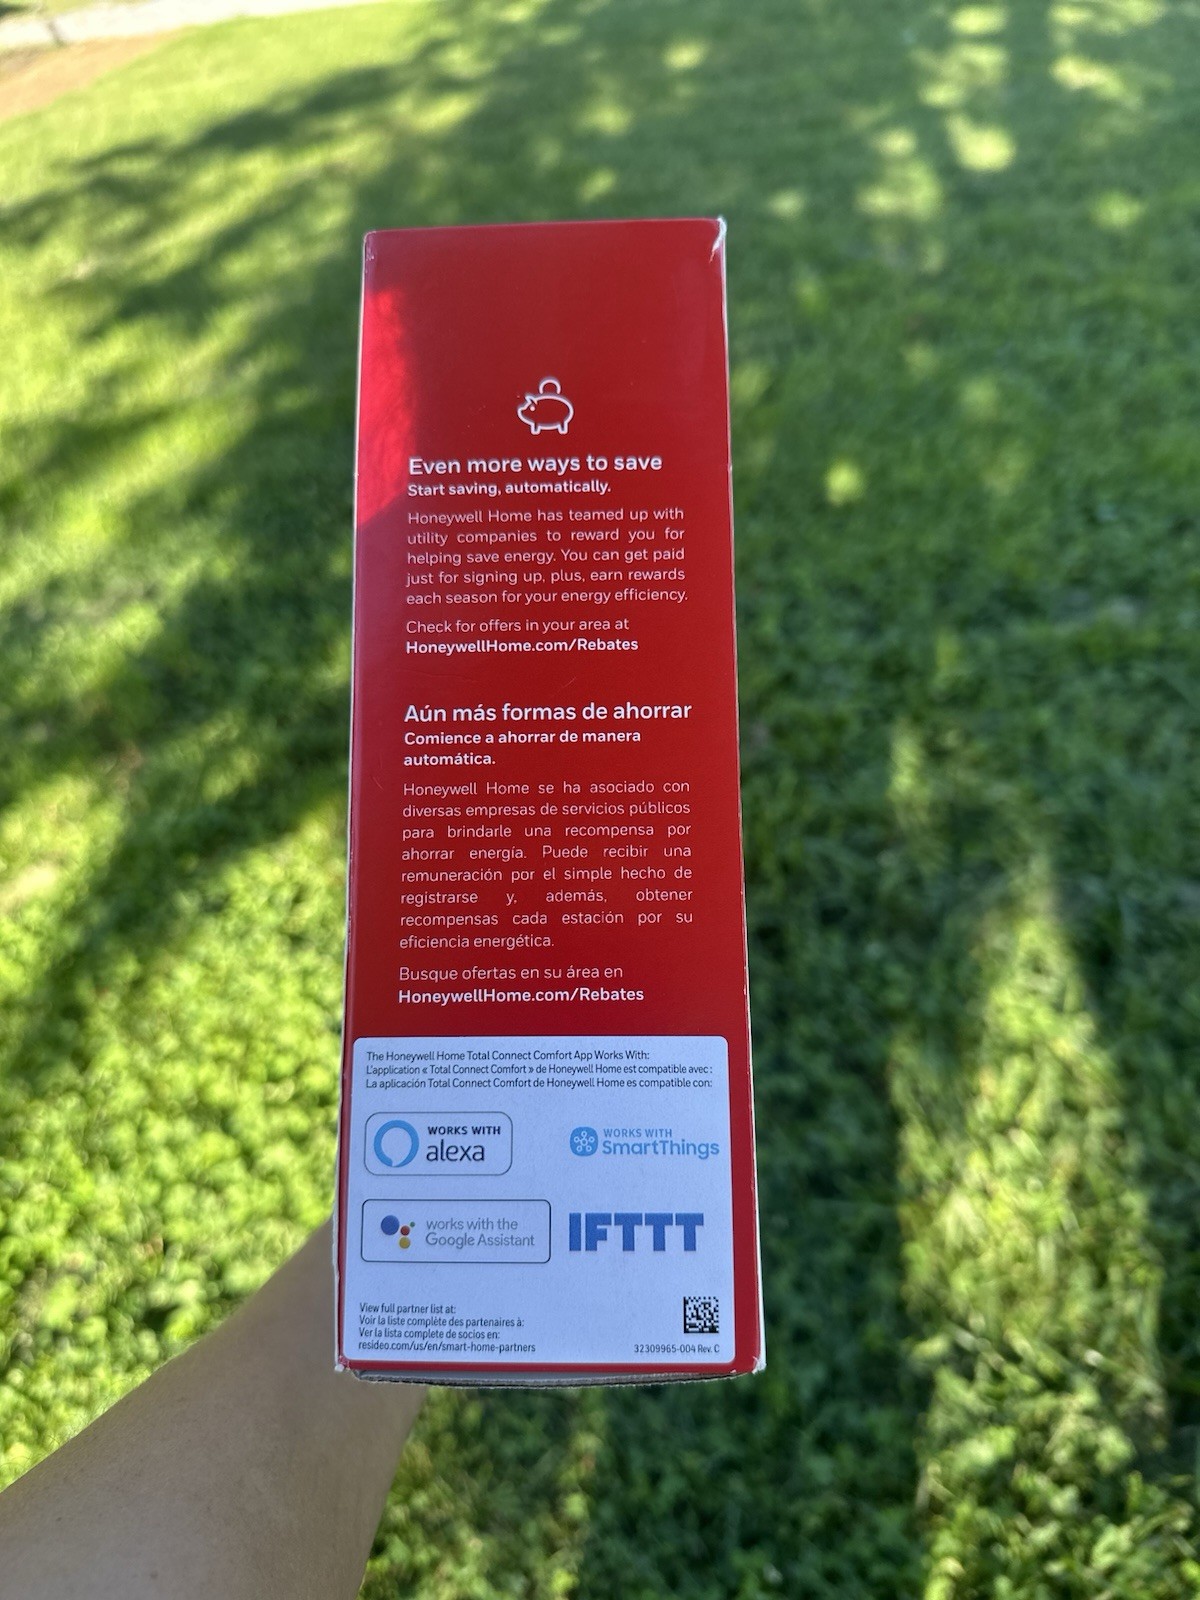 Even more ways to save
Start saving, automatically.
Honeywell Home has teamed up with
utility companies to reward you for
helping save energy. You can get paid
just for signing up, plus, earn rewards
each season for your energy efficiency.
Check for offers in your area at
HoneywellHome.com/Rebates
Aún más formas de ahorrar
Comience a ahorrar de manera
automática.
Honeywell Home se ha asociado con
diversas empresas de servicios públicos
para brindarle una recompensa por
ahorrar energía. Puede recibir una
remuneración por el simple hecho de
registrarse y, además, obtener
recompensas cada estación por su
eficiencia energética.
Busque ofertas en su área en
HoneywellHome.com/Rebates
The Honeywell Home Total Connect Comfort App Works With:
L'application « Total Connect Comfort » de Honeywell Home est compatible avec :
La aplicación Total Connect Comfort de Honeywell Home es compatible con:
WORKS WITH
alexa
WORKS WITH
SmartThings
works with the
Google Assistant
IFTTT
View full partner list at:
Voir la liste complète des partenaires à:
Ver la lista complete de socios en:
resideo.com/us/en/smart-home-partners
32309965-004 Rev. C